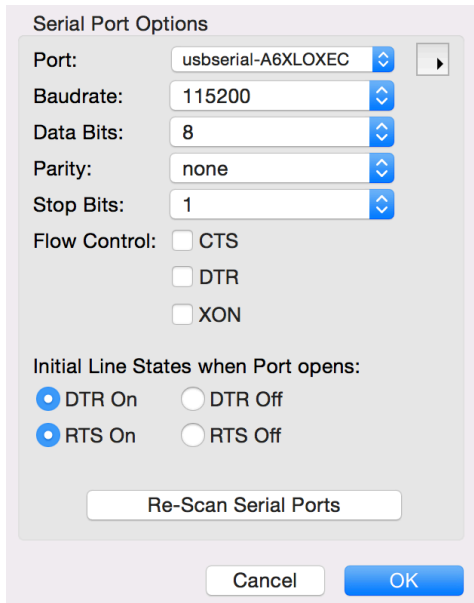 Serial Port Options
Port: usbserial-A6XLOXEC
Baudrate: 115200
Data Bits: 8
Parity: none
Stop Bits: 1
Flow Control: CTS
DTR
XON
Initial Line States when Port opens:
DTR On DTR Off
RTS On RTS Off
Re-Scan Serial Ports
Cancel OK